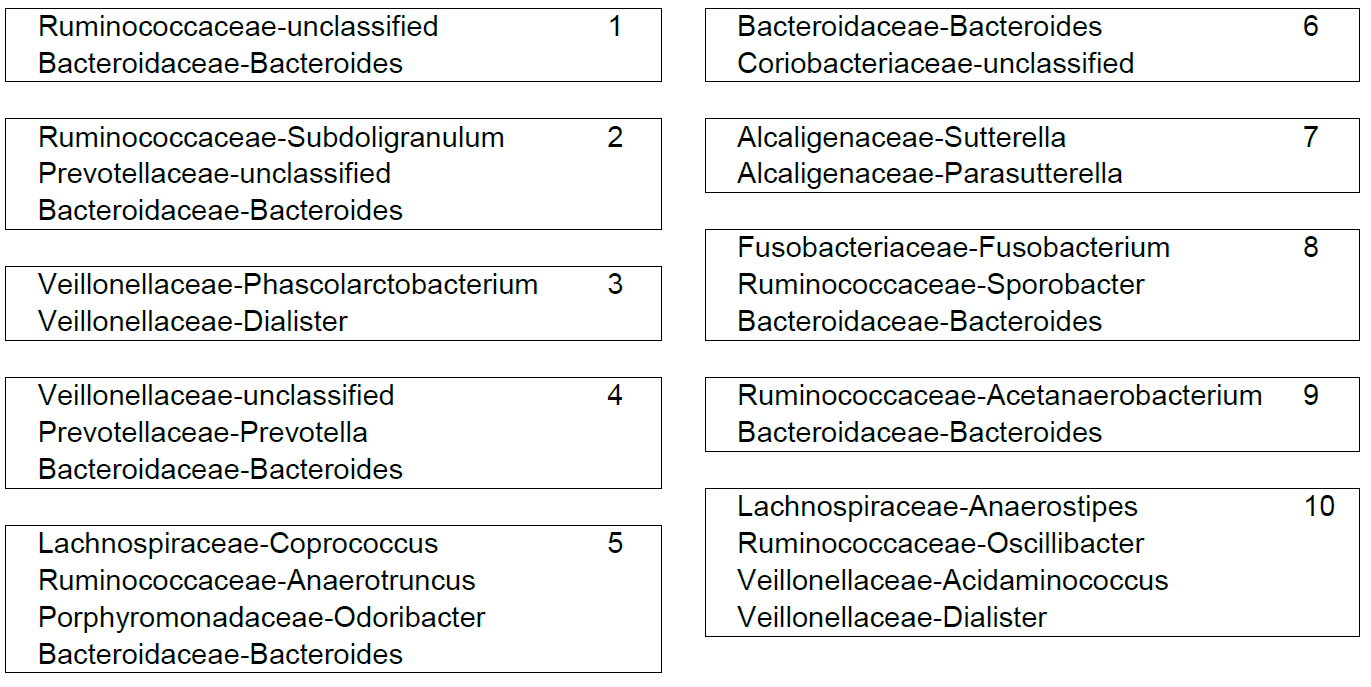 Ruminococcaceae-unclassified 1
Bacteroidaceae-Bacteroides
Ruminococcaceae-Subdoligranulum 2
Prevotellaceae-unclassified
Bacteroidaceae-Bacteroides
Veillonellaceae-Phascolarctobacterium 3
Veillonellaceae-Dialister
Veillonellaceae-unclassified 4
Prevotellaceae-Prevotella
Bacteroidaceae-Bacteroides
Lachnospiraceae-Coprococcus 5
Ruminococcaceae-Anaerotruncus
Porphyromonadaceae-Odoribacter
Bacteroidaceae-Bacteroides
Bacteroidaceae-Bacteroides 6
Coriobacteriaceae-unclassified
Alcaligenaceae-Sutterella 7
Alcaligenaceae-Parasutterella
Fusobacteriaceae-Fusobacterium 8
Ruminococcaceae-Sporobacter
Bacteroidaceae-Bacteroides
Ruminococcaceae-Acetanaerobacterium 9
Bacteroidaceae-Bacteroides
Lachnospiraceae-Anaerostipes 10
Ruminococcaceae-Oscillibacter
Veillonellaceae-Acidaminococcus
Veillonellaceae-Dialister